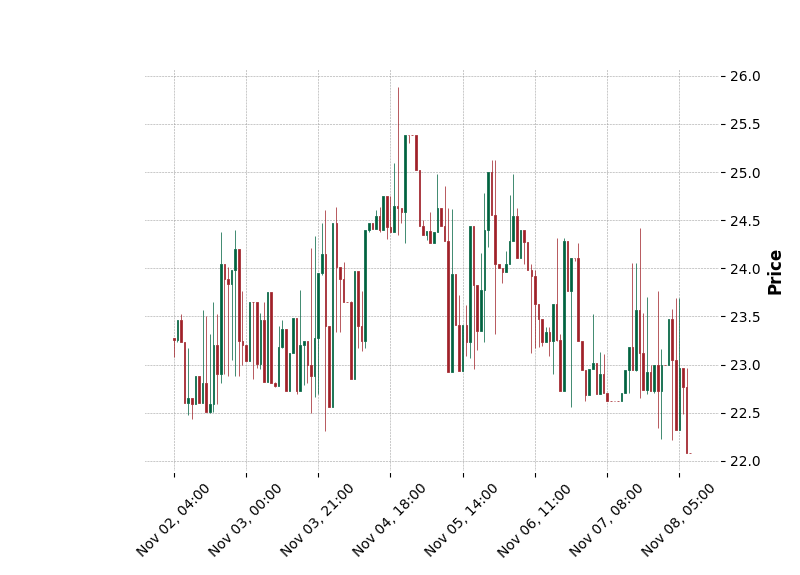 26.0
25.5
25.0
24.5
24.0
23.5
23.0
22.5
22.0
Price
Nov 02, 04:00
Nov 03, 00:00
Nov 03, 21:00
Nov 04, 18:00
Nov 05, 14:00
Nov 06, 11:00
Nov 07, 08:00
Nov 08, 05:00